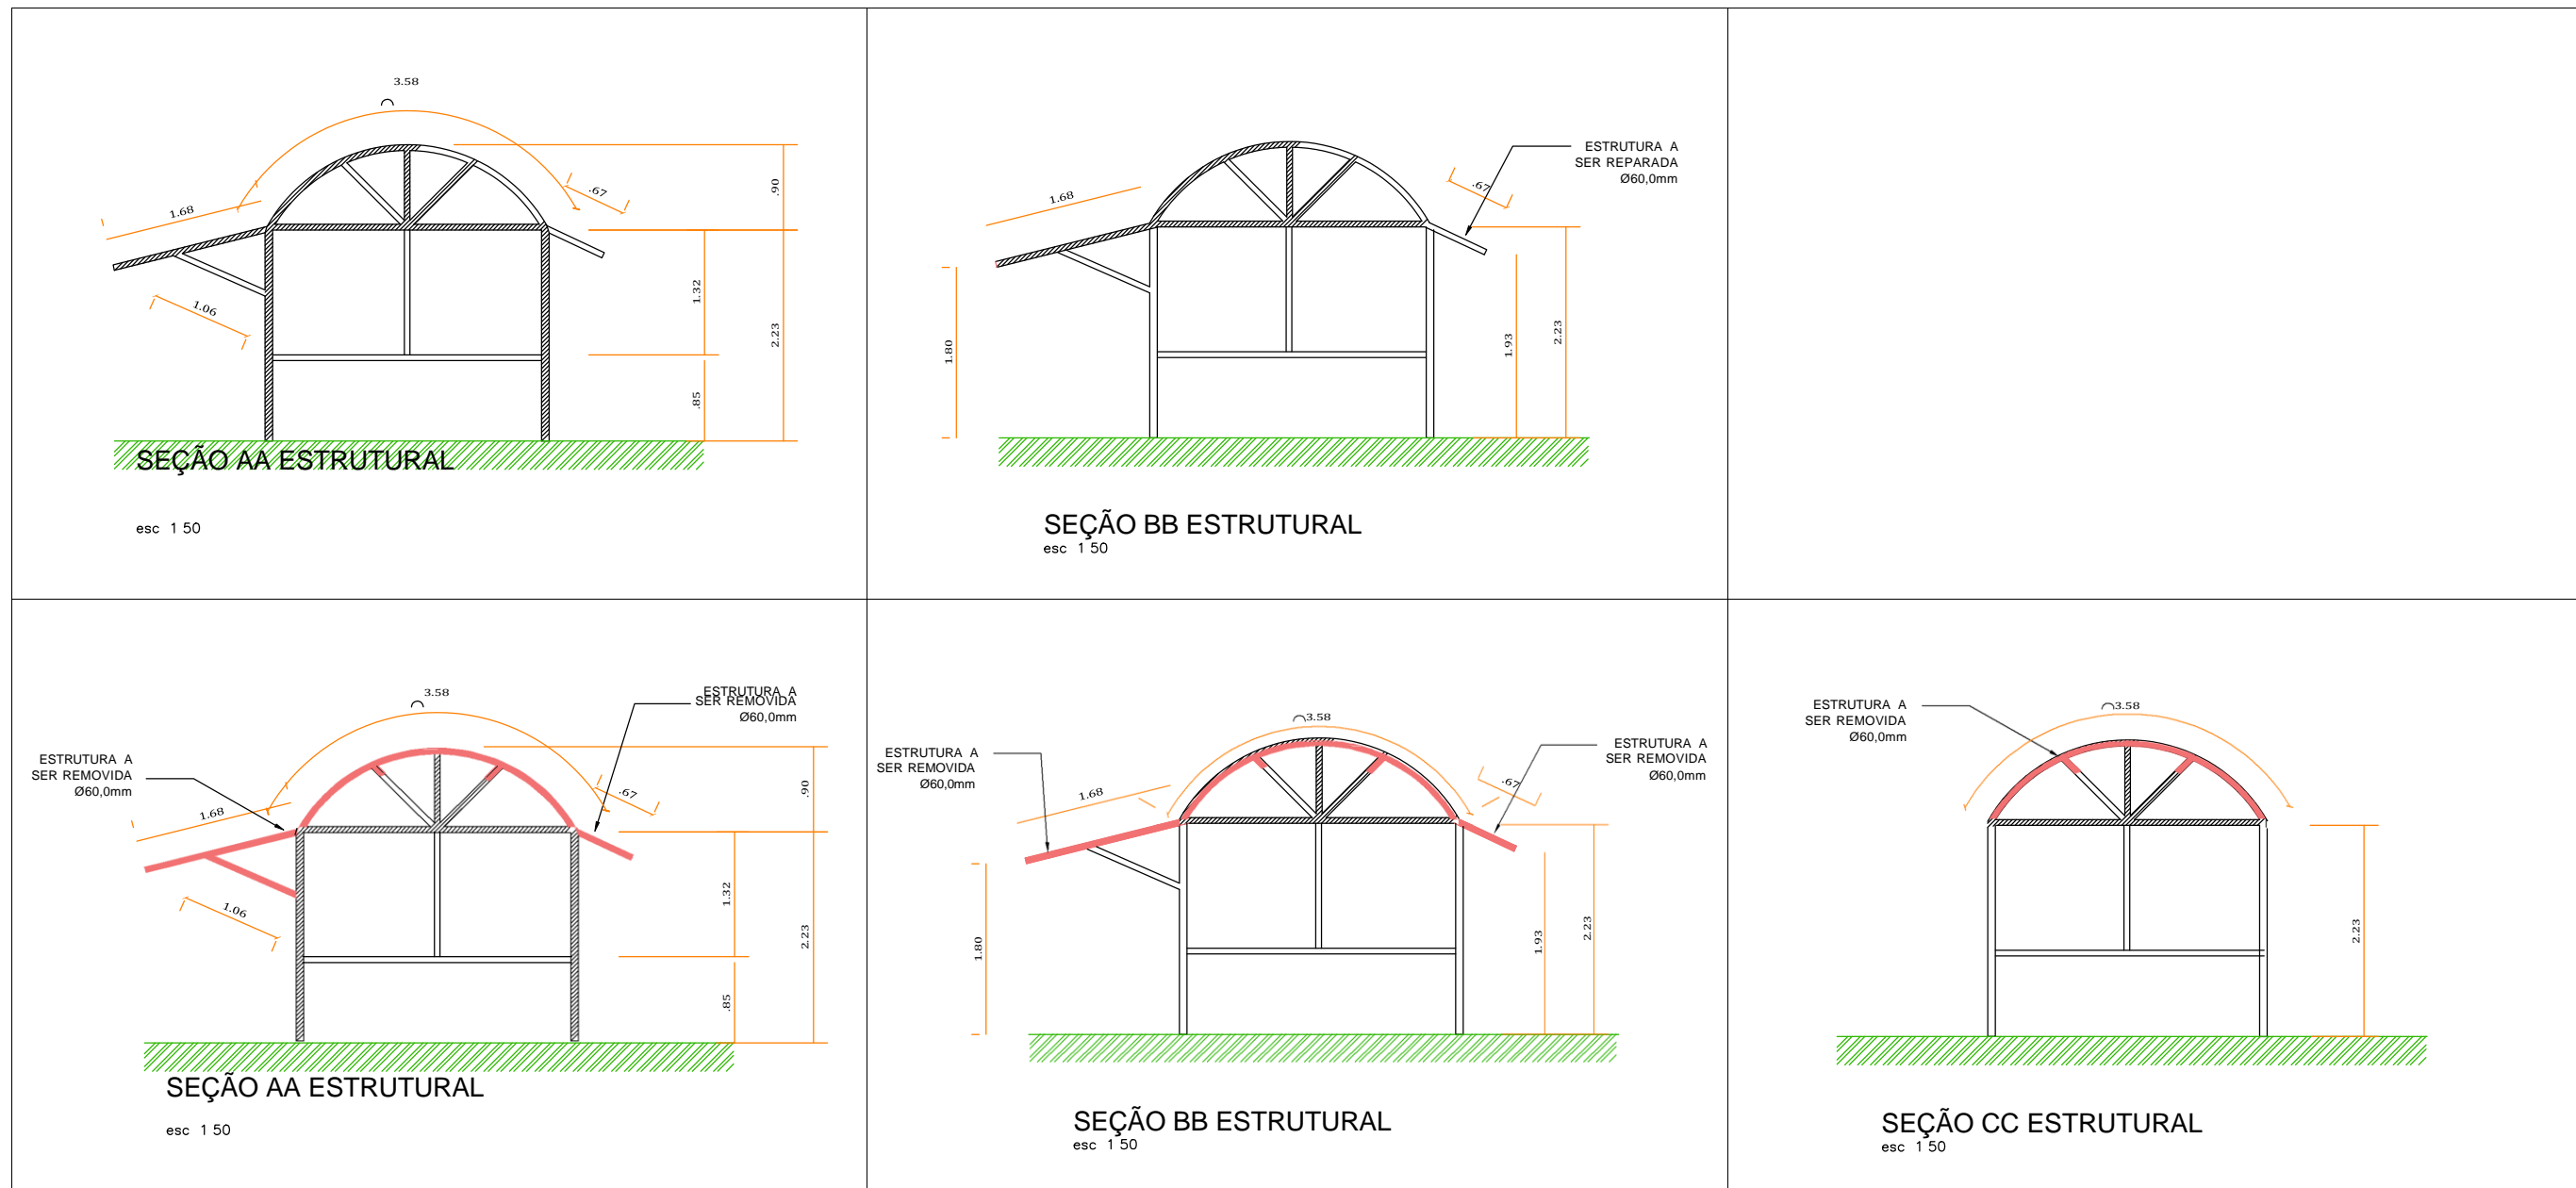 3.58
1.68
.67
.90
1.06
1.32
2.23
.85
SEÇÃO AA ESTRUTURAL
esc 1 50
ESTRUTURA A
SER REPARADA
Ø60,0mm
1.68
.67
1.80
1.93
2.23
SEÇÃO BB ESTRUTURAL
esc 1 50
3.58
ESTRUTURA A
SER REMOVIDA
Ø60,0mm
ESTRUTURA A
SER REMOVIDA
Ø60,0mm
1.68
.67
.90
1.06
1.32
2.23
.85
SEÇÃO AA ESTRUTURAL
esc 1 50
3.58
ESTRUTURA A
SER REMOVIDA
Ø60,0mm
ESTRUTURA A
SER REMOVIDA
Ø60,0mm
1.68
.67
1.80
1.93
2.23
SEÇÃO BB ESTRUTURAL
esc 1 50
ESTRUTURA A
SER REMOVIDA
Ø60,0mm
3.58
2.23
SEÇÃO CC ESTRUTURAL
esc 1 50